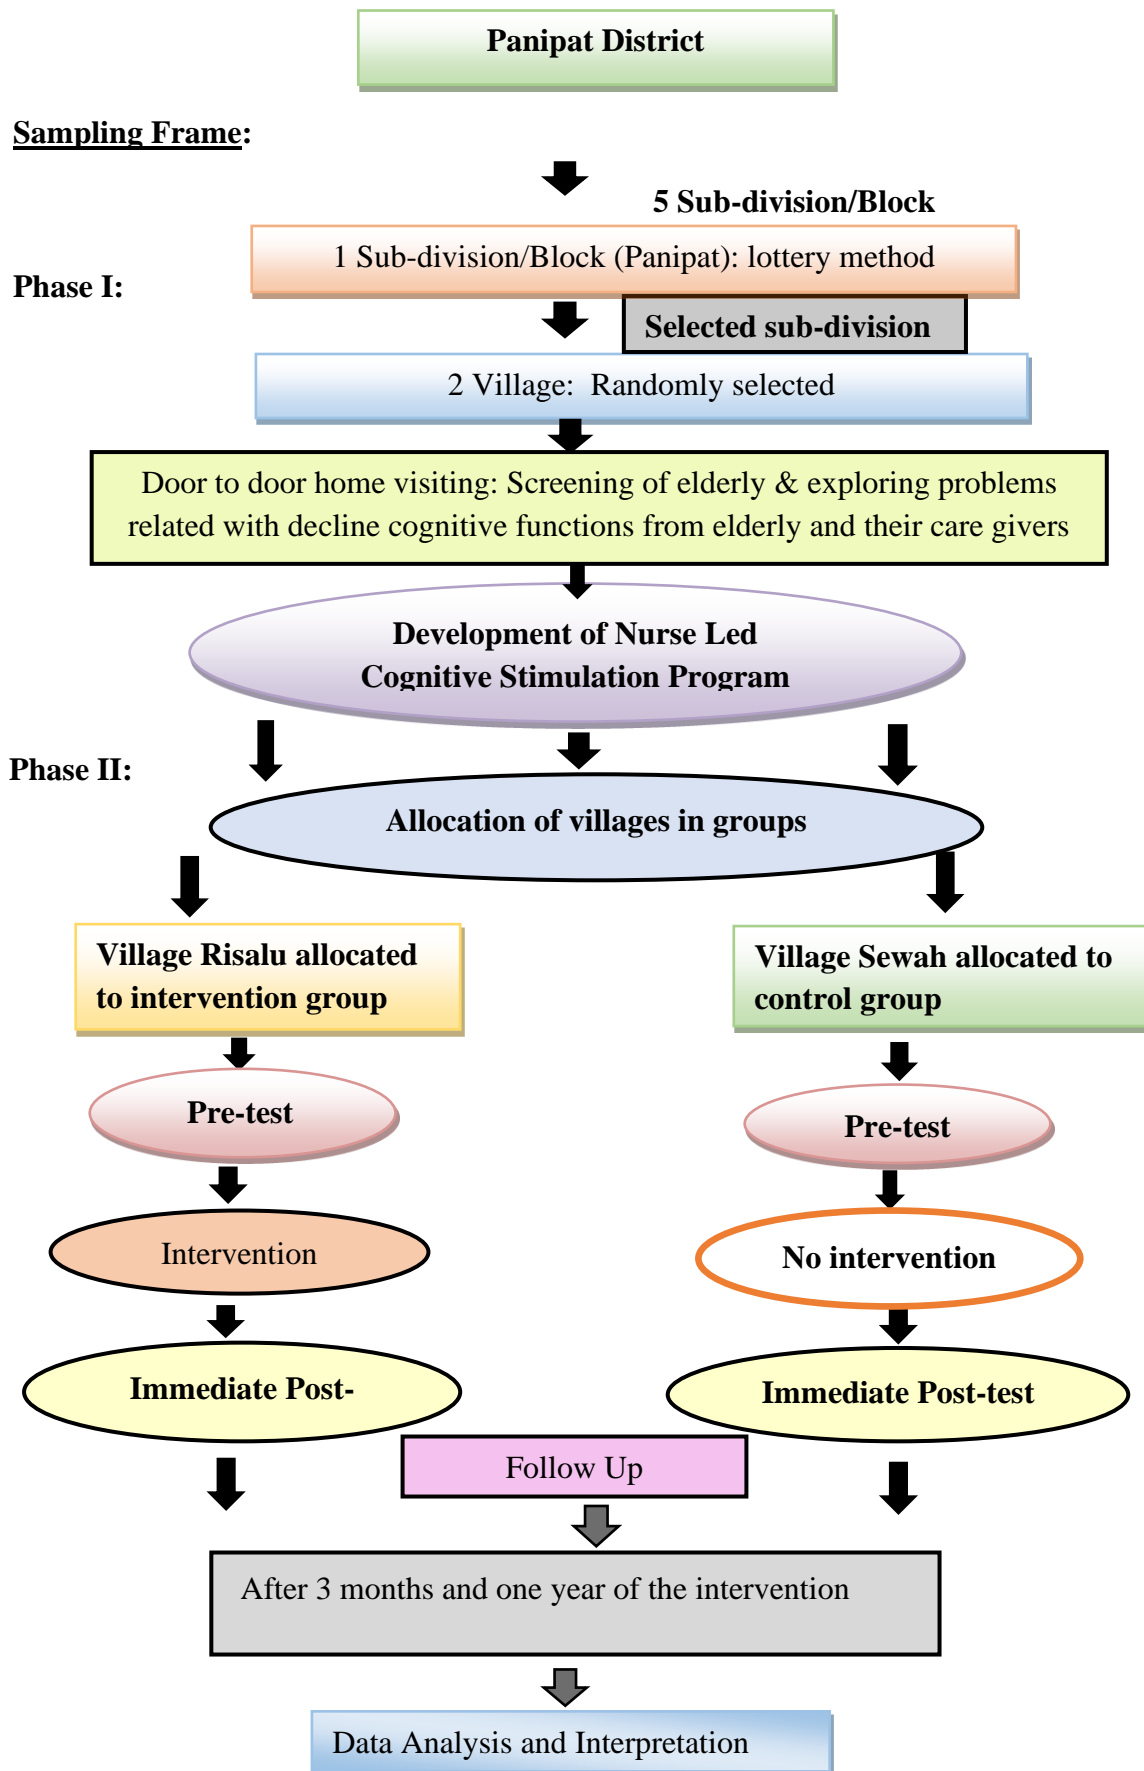 Panipat District
Sampling Frame:
5 Sub-division/Block
1 Sub-division/Block (Panipat): lottery method
Phase I:
Selected sub-division
2 Village:  Randomly selected
Door to door home visiting: Screening of elderly & exploring problems
related with decline cognitive functions from elderly and their care givers
Development of Nurse Led
Cognitive Stimulation Program
Phase II:
Allocation of villages in groups
Village Risalu allocated
to intervention group
Village Sewah allocated to
control group
Pre-test
Pre-test
Intervention
No intervention
Immediate Post-
Immediate Post-test
Follow Up
After 3 months and one year of the intervention
Data Analysis and Interpretation